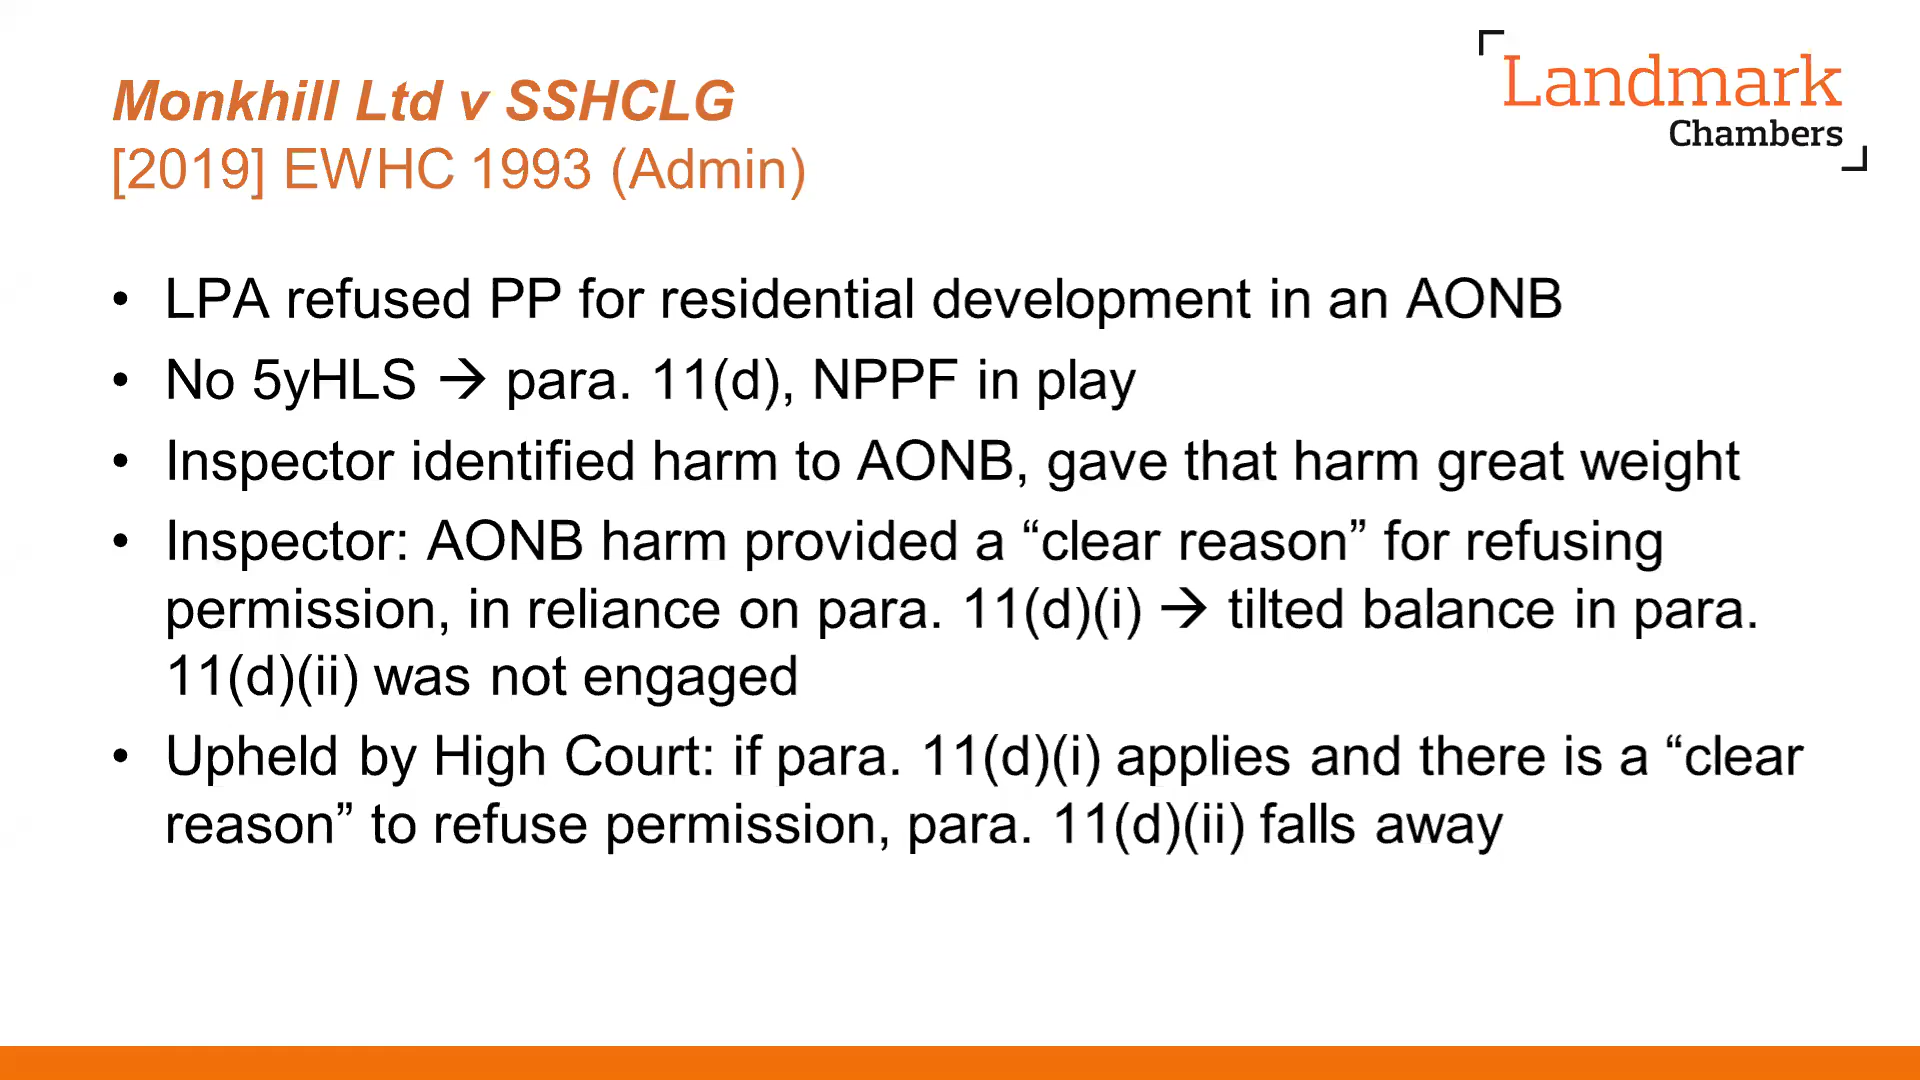 Monkhill Ltd v SSHCLG
[2019] EWHC 1993 (Admin)
Landmark
Chambers
• LPA refused PP for residential development in an AONB
• No 5yHLS → para. 11(d), NPPF in play
• Inspector identified harm to AONB, gave that harm great weight
• Inspector: AONB harm provided a “clear reason” for refusing
permission, in reliance on para. 11(d)(i) → tilted balance in para.
11(d)(ii) was not engaged
• Upheld by High Court: if para. 11(d)(i) applies and there is a “clear
reason” to refuse permission, para. 11(d)(ii) falls away